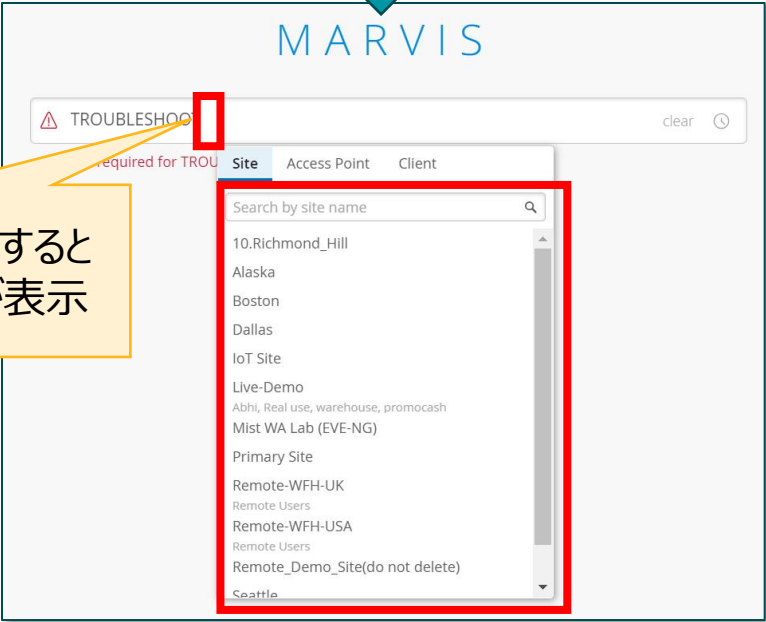 MARVIS
TROUBLESHOO
clear
required for TROU
Site Access Point Client
Search by site name
すると
表示
10.Richmond_Hill
Alaska
Boston
Dallas
IoT Site
Live-Demo
Abhi, Real use, warehouse, promocash
Mist WA Lab (EVE-NG)
Primary Site
Remote-WFH-UK
Remote Users
Remote-WFH-USA
Remote Users
Remote_Demo_Site(do not delete)
Seattle